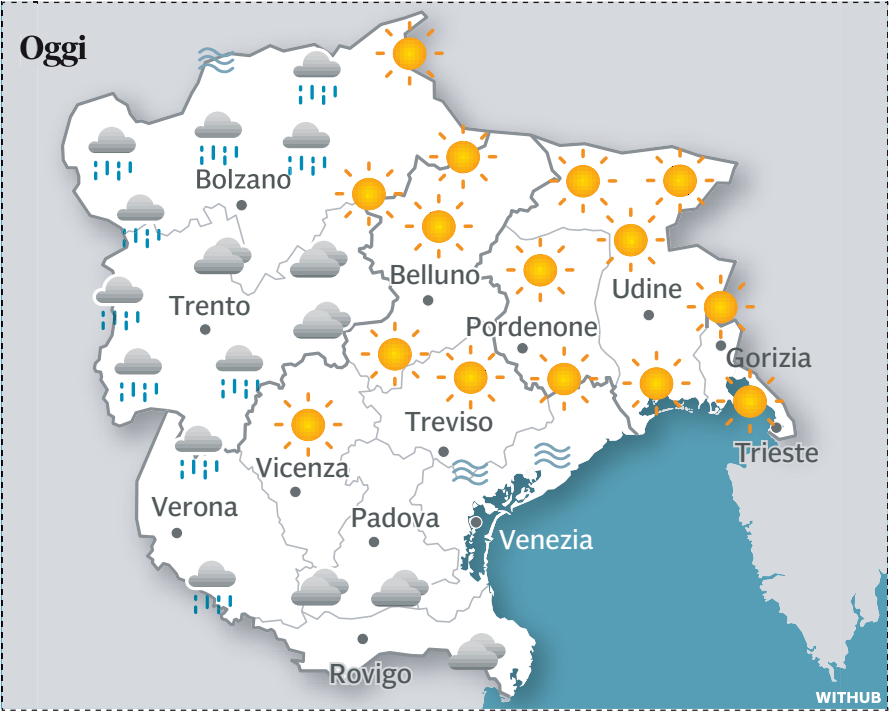 Oggi
Bolzano
Belluno
Trento
Udine
Pordenone
Gorizia
Treviso
Trieste
Vicenza
Verona
Padova
Venezia
Rovigo
WITHUB